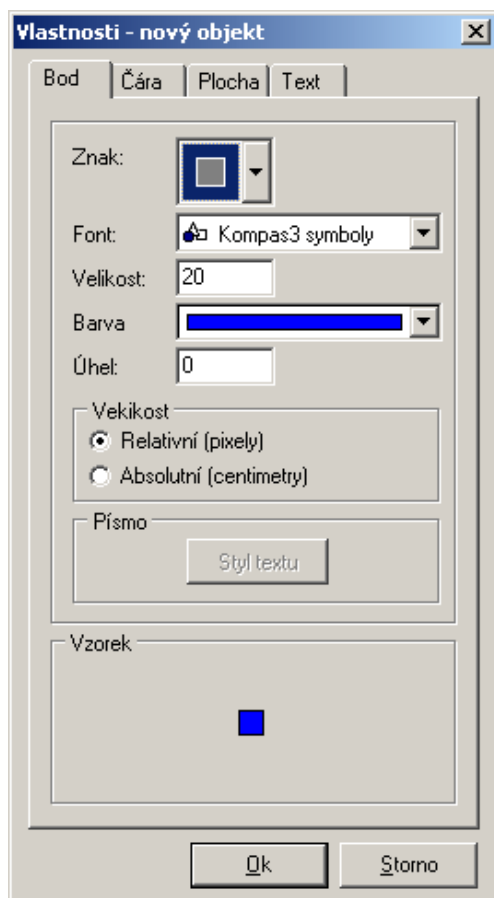 Vlastnosti - nový objekt
Bod Čára Plocha Text
Znak:
Font: Kompas3 symboly
Velikost: 20
Barva
Úhel: 0
Vekikost
Relativní (pixely)
Absolutní (centimetry)
Písmo
Styl textu
Vzorek
Ok Storno